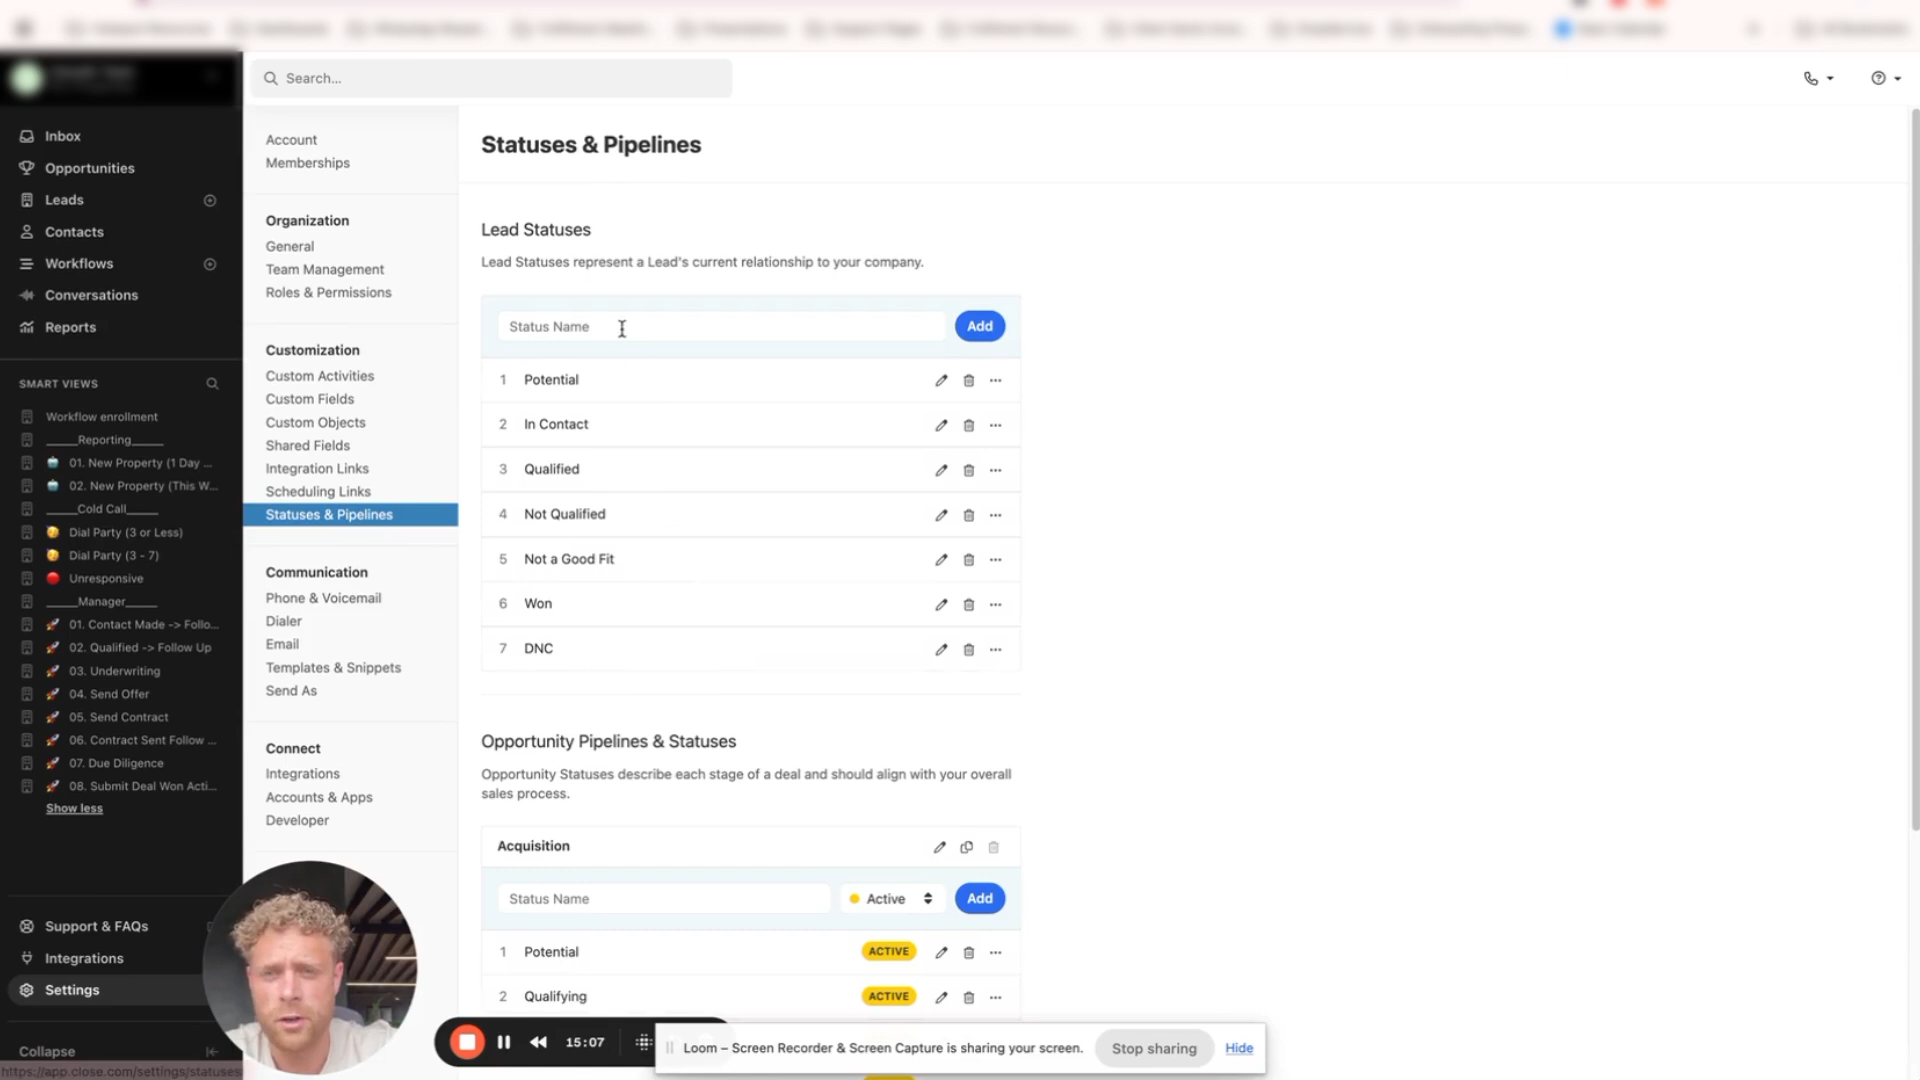 Search...
Inbox
Opportunities
Leads
Contacts
Workflows
Conversations
Reports
SMART VIEWS
Workflow enrollment
_____Reporting_____
01. New Property (1 Day ...
02. New Property (This W...
_____Cold Call_____
Dial Party (3 or Less)
Dial Party (3 - 7)
Unresponsive
_____Manager_____
01. Contact Made -> Follo...
02. Qualified -> Follow Up
03. Underwriting
04. Send Offer
05. Send Contract
06. Contract Sent Follow ...
07. Due Diligence
08. Submit Deal Won Acti...
Show less
Support & FAQs
Integrations
Settings
Collapse
https://app.close.com/settings/statuses
Account
Memberships
Organization
General
Team Management
Roles & Permissions
Customization
Custom Activities
Custom Fields
Custom Objects
Shared Fields
Integration Links
Scheduling Links
Statuses & Pipelines
Communication
Phone & Voicemail
Dialer
Email
Templates & Snippets
Send As
Connect
Integrations
Accounts & Apps
Developer
Statuses & Pipelines
Lead Statuses
Lead Statuses represent a Lead's current relationship to your company.
Status Name Add
1 Potential
2 In Contact
3 Qualified
4 Not Qualified
5 Not a Good Fit
6 Won
7 DNC
Opportunity Pipelines & Statuses
Opportunity Statuses describe each stage of a deal and should align with your overall
sales process.
Acquisition
Status Name Active Add
1 Potential ACTIVE
2 Qualifying ACTIVE
15:07
Loom – Screen Recorder & Screen Capture is sharing your screen. Stop sharing Hide